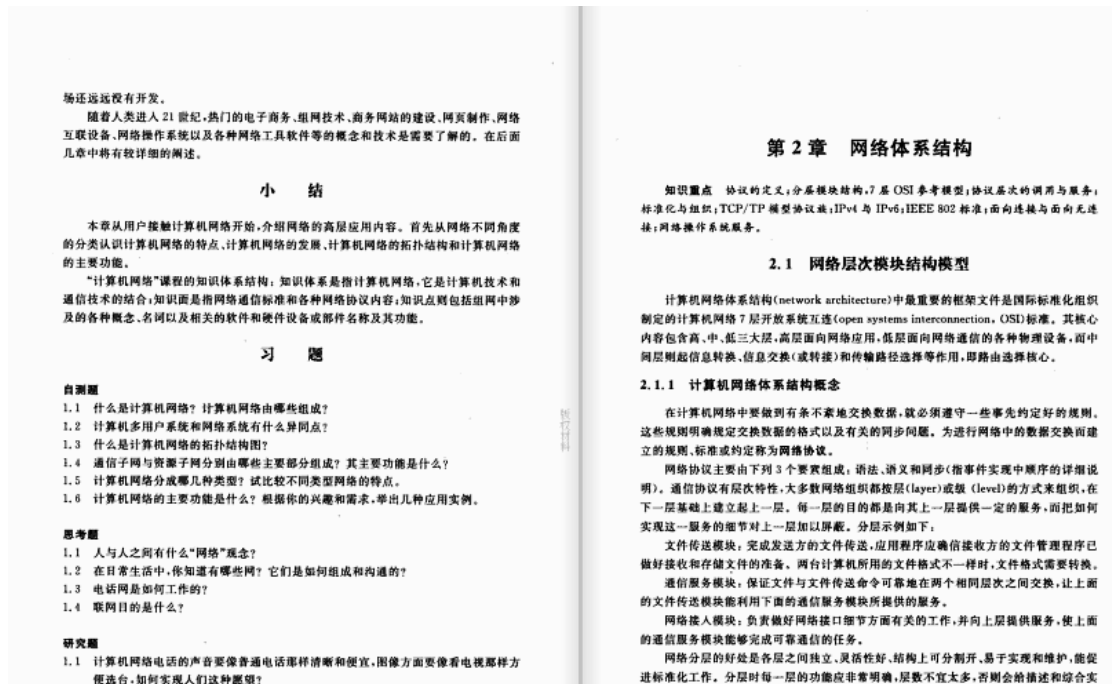 场还远远没有开发。
随着人类进入 21 世纪,热门的电子商务、组网技术、商务网站的建设、网页制作、网络
互联设备、网络操作系统以及各种网络工具软件等的概念和技术是需要了解的。在后面
几章中将有较详细的阐述。
小 结
本章从用户接触计算机网络开始,介绍网络的高层应用内容。首先从网络不同角度
的分类认识计算机网络的特点、计算机网络的发展、计算机网络的拓扑结构和计算机网络
的主要功能。
“计算机网络”课程的知识体系结构:知识体系是指计算机网络,它是计算机技术和
通信技术的结合;知识面是指网络通信标准和各种网络协议内容;知识点则包括组网中涉
及的各种概念、名词以及相关的软件和硬件设备或部件名称及其功能。
习 题
自测题
1.1 什么是计算机网络?计算机网络由哪些组成?
1.2 计算机多用户系统和网络系统有什么异同点?
1.3 什么是计算机网络的拓扑结构图?
1.4 通信子网与资源子网分别由哪些主要部分组成?其主要功能是什么?
1.5 计算机网络分成哪几种类型?试比较不同类型网络的特点。
1.6 计算机网络的主要功能是什么?根据你的兴趣和需求,举出几种应用实例。
思考题
1.1 人与人之间有什么“网络”观念?
1.2 在日常生活中,你知道有哪些网?它们是如何组成和沟通的?
1.3 电话网是如何工作的?
1.4 联网目的是什么?
研究题
1.1 计算机网络电话的声音要像普通电话那样清晰和便宜,图像方面要像看电视那样方
便选台,如何实现人们这种愿望?
版权材料
第 2 章 网络体系结构
知识重点 协议的定义;分层模块结构,7 层 OSI 参考模型;协议层次的调用与服务;
标准化与组织;TCP/TP 模型协议族;IPv4 与 IPv6;IEEE 802 标准;面向连接与面向无连
接;网络操作系统服务。
2.1 网络层次模块结构模型
计算机网络体系结构(network architecture)中最重要的框架文件是国际标准化组织
制定的计算机网络 7 层开放系统互连(open systems interconnection, OSI)标准。其核心
内容包含高、中、低三大层,高层面向网络应用,低层面向网络通信的各种物理设备,而中
间层则起信息转换、信息交换(或转接)和传输路径选择等作用,即路由选择核心。
2.1.1 计算机网络体系结构概念
在计算机网络中要做到有条不紊地交换数据,就必须遵守一些事先约定好的规则。
这些规则明确规定交换数据的格式以及有关的同步问题。为进行网络中的数据交换而建
立的规则、标准或约定称为网络协议。
网络协议主要由下列 3 个要素组成:语法、语义和同步(指事件实现中顺序的详细说
明)。通信协议有层次特性,大多数网络组织都按层(layer)或级 (level)的方式来组织,在
下一层基础上建立起上一层。每一层的目的都是向其上一层提供一定的服务,而把如何
实现这一服务的细节对上一层加以屏蔽。分层示例如下:
文件传送模块:完成发送方的文件传送,应用程序应确信接收方的文件管理程序已
做好接收和存储文件的准备。两台计算机所用的文件格式不一样时,文件格式需要转换。
通信服务模块:保证文件与文件传送命令可靠地在两个相同层次之间交换,让上面
的文件传送模块能利用下面的通信服务模块所提供的服务。
网络接入模块:负责做好网络接口细节方面有关的工作,并向上层提供服务,使上面
的通信服务模块能够完成可靠通信的任务。
网络分层的好处是各层之间独立、灵活性好、结构上可分割开、易于实现和维护,能促
进标准化工作。分层时每一层的功能应非常明确,层数不宜太多,否则会给描述和综合实